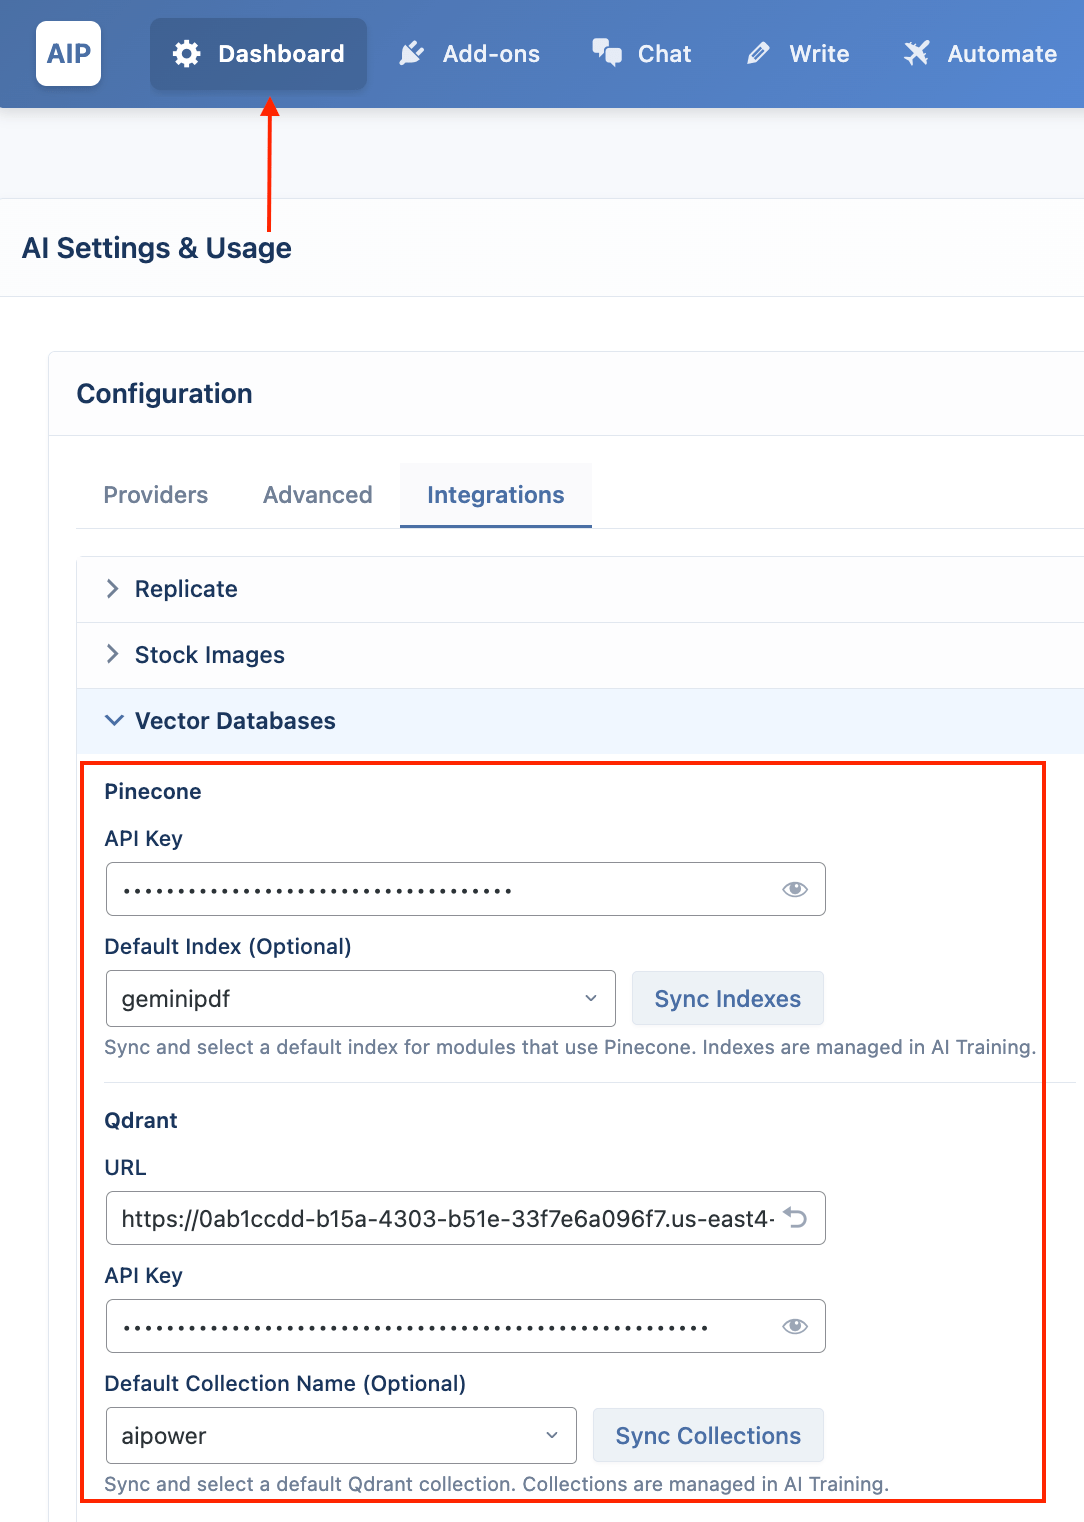 AIP
Dashboard
Add-ons
Chat
Write
Automate
AI Settings & Usage
Configuration
Providers
Advanced
Integrations
Replicate
Stock Images
Vector Databases
Pinecone
API Key
Default Index (Optional)
geminipdf
Sync Indexes
Sync and select a default index for modules that use Pinecone. Indexes are managed in AI Training.
Qdrant
URL
https://0ab1ccdd-b15a-4303-b51e-33f7e6a096f7.us-east4-
API Key
Default Collection Name (Optional)
aipower
Sync Collections
Sync and select a default Qdrant collection. Collections are managed in AI Training.